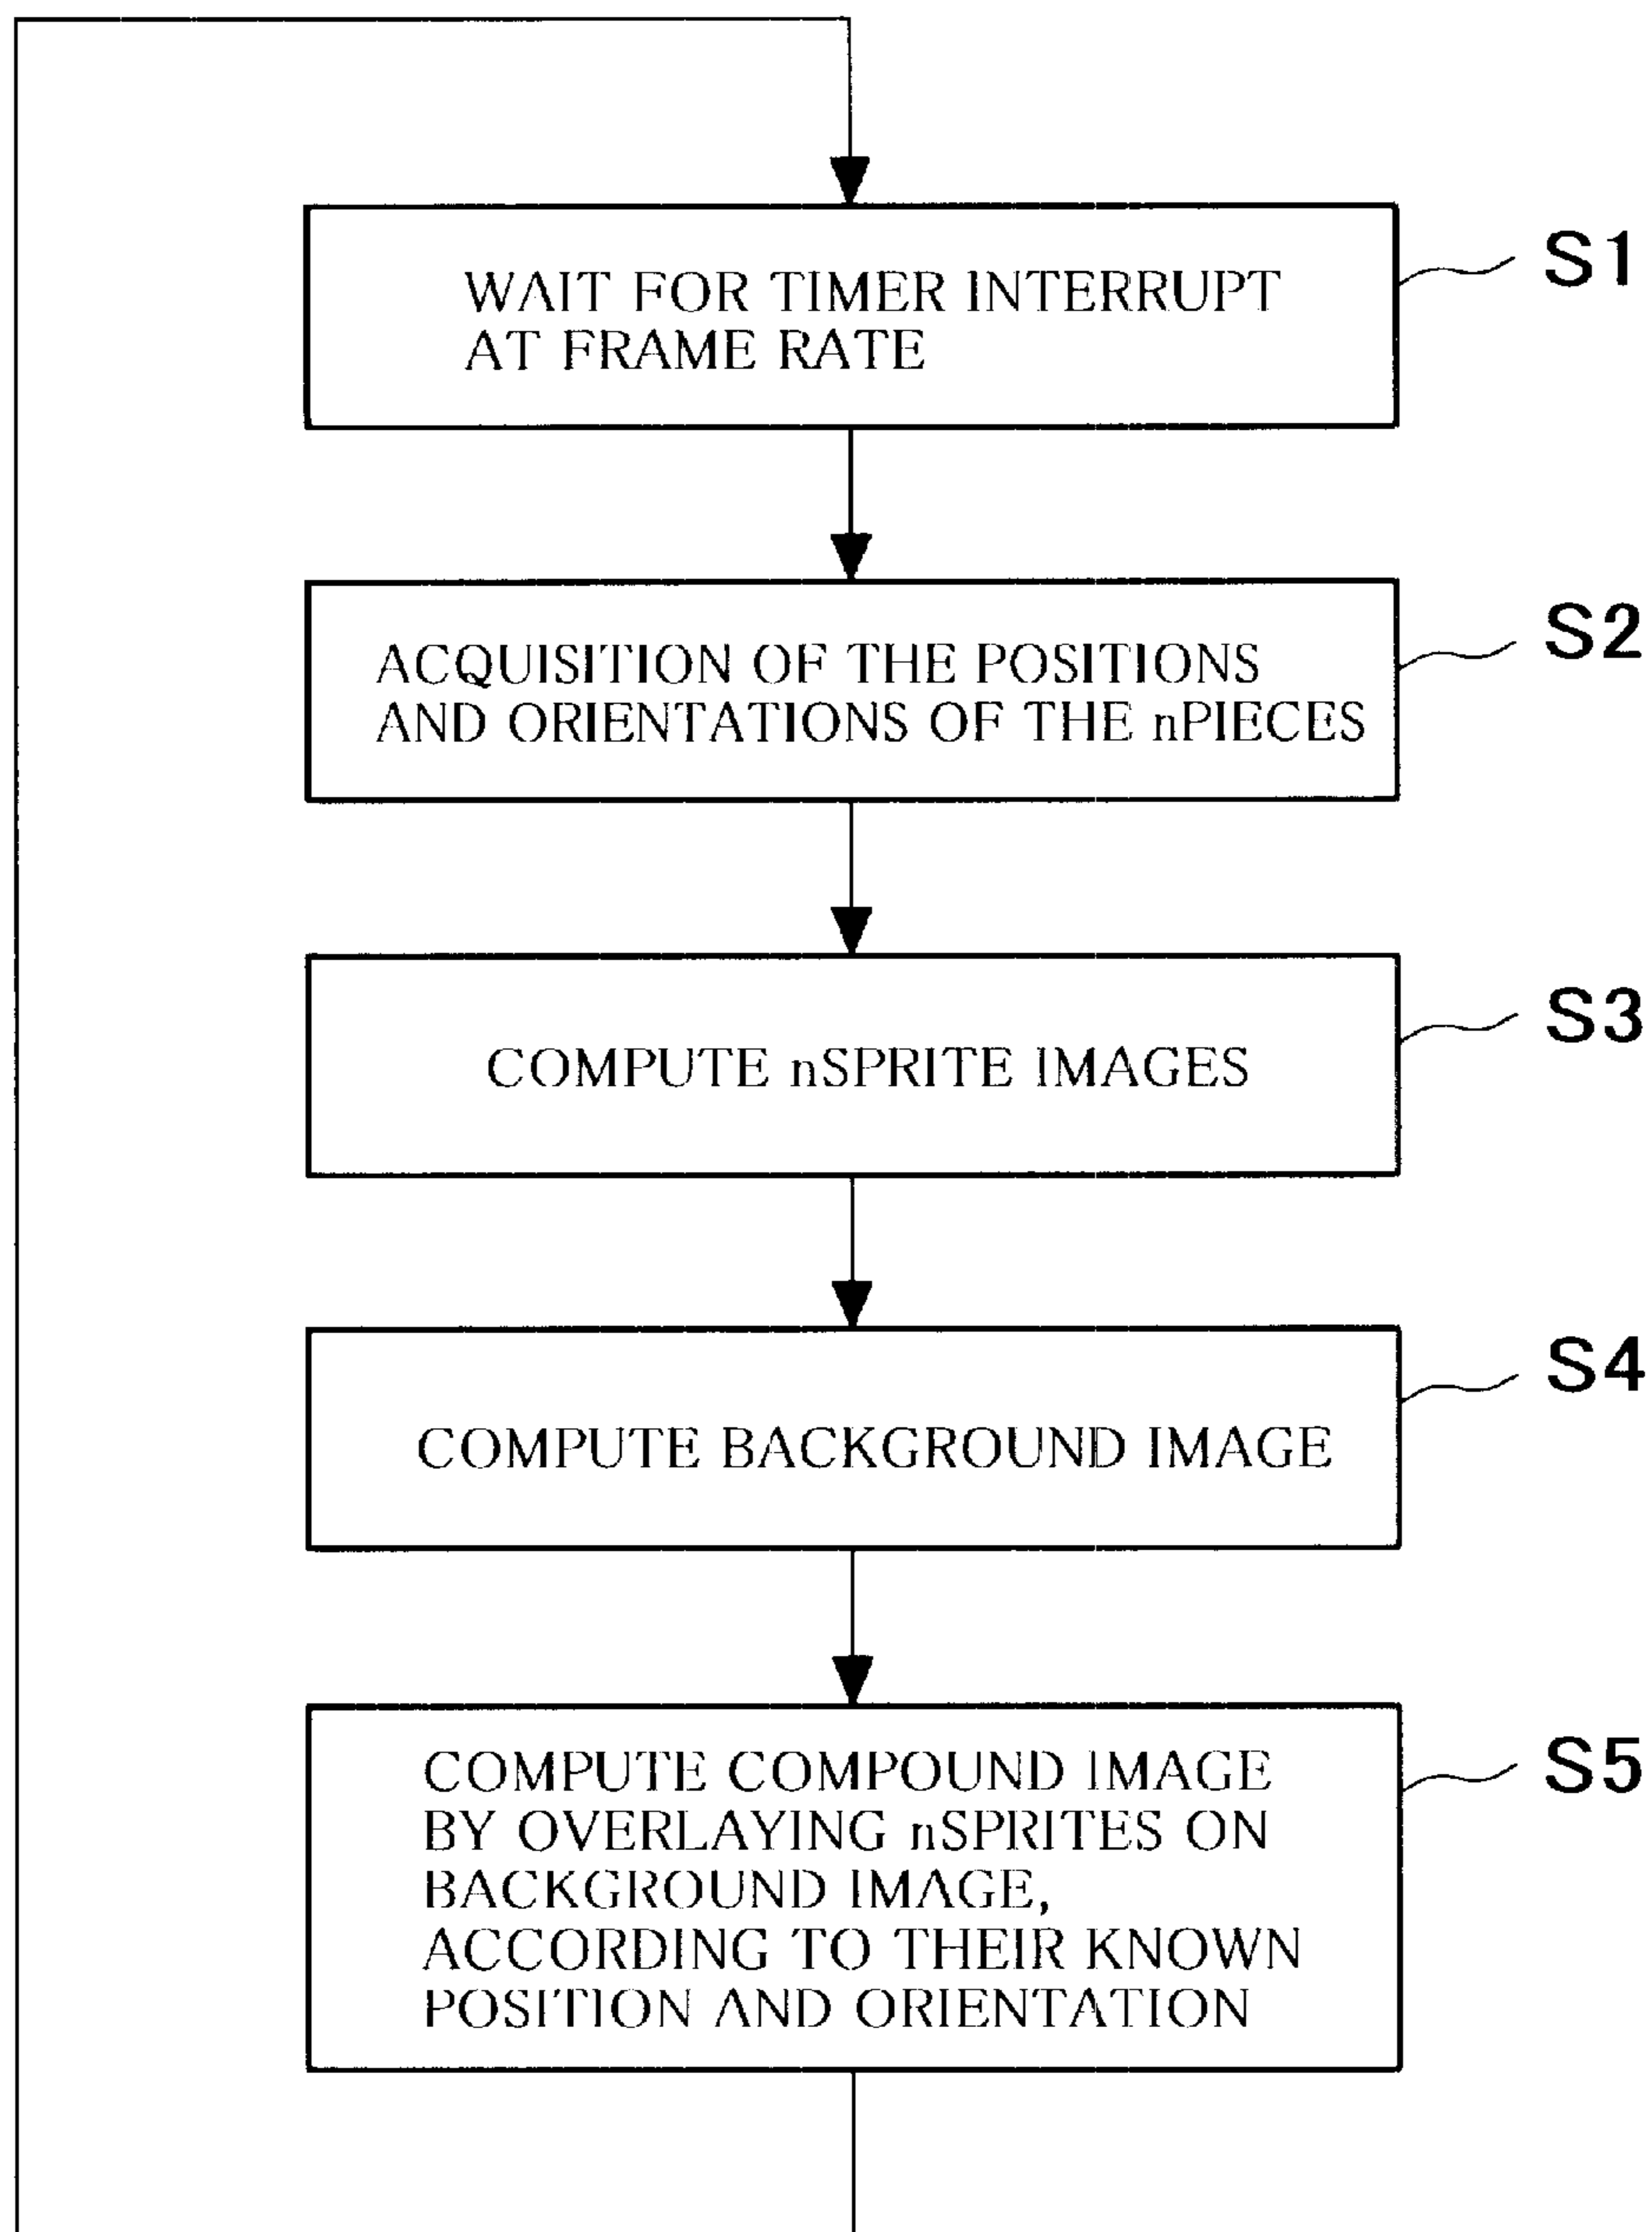 WAIT FOR TIMER INTERRUPT
AT FRAME RATE
S1
ACQUISITION OF THE POSITIONS
AND ORIENTATIONS OF THE nPIECES
S2
COMPUTE nSPRITE IMAGES
S3
COMPUTE BACKGROUND IMAGE
S4
COMPUTE COMPOUND IMAGE
BY OVERLAYING nSPRITES ON
BACKGROUND IMAGE,
ACCORDING TO THEIR KNOWN
POSITION AND ORIENTATION
S5